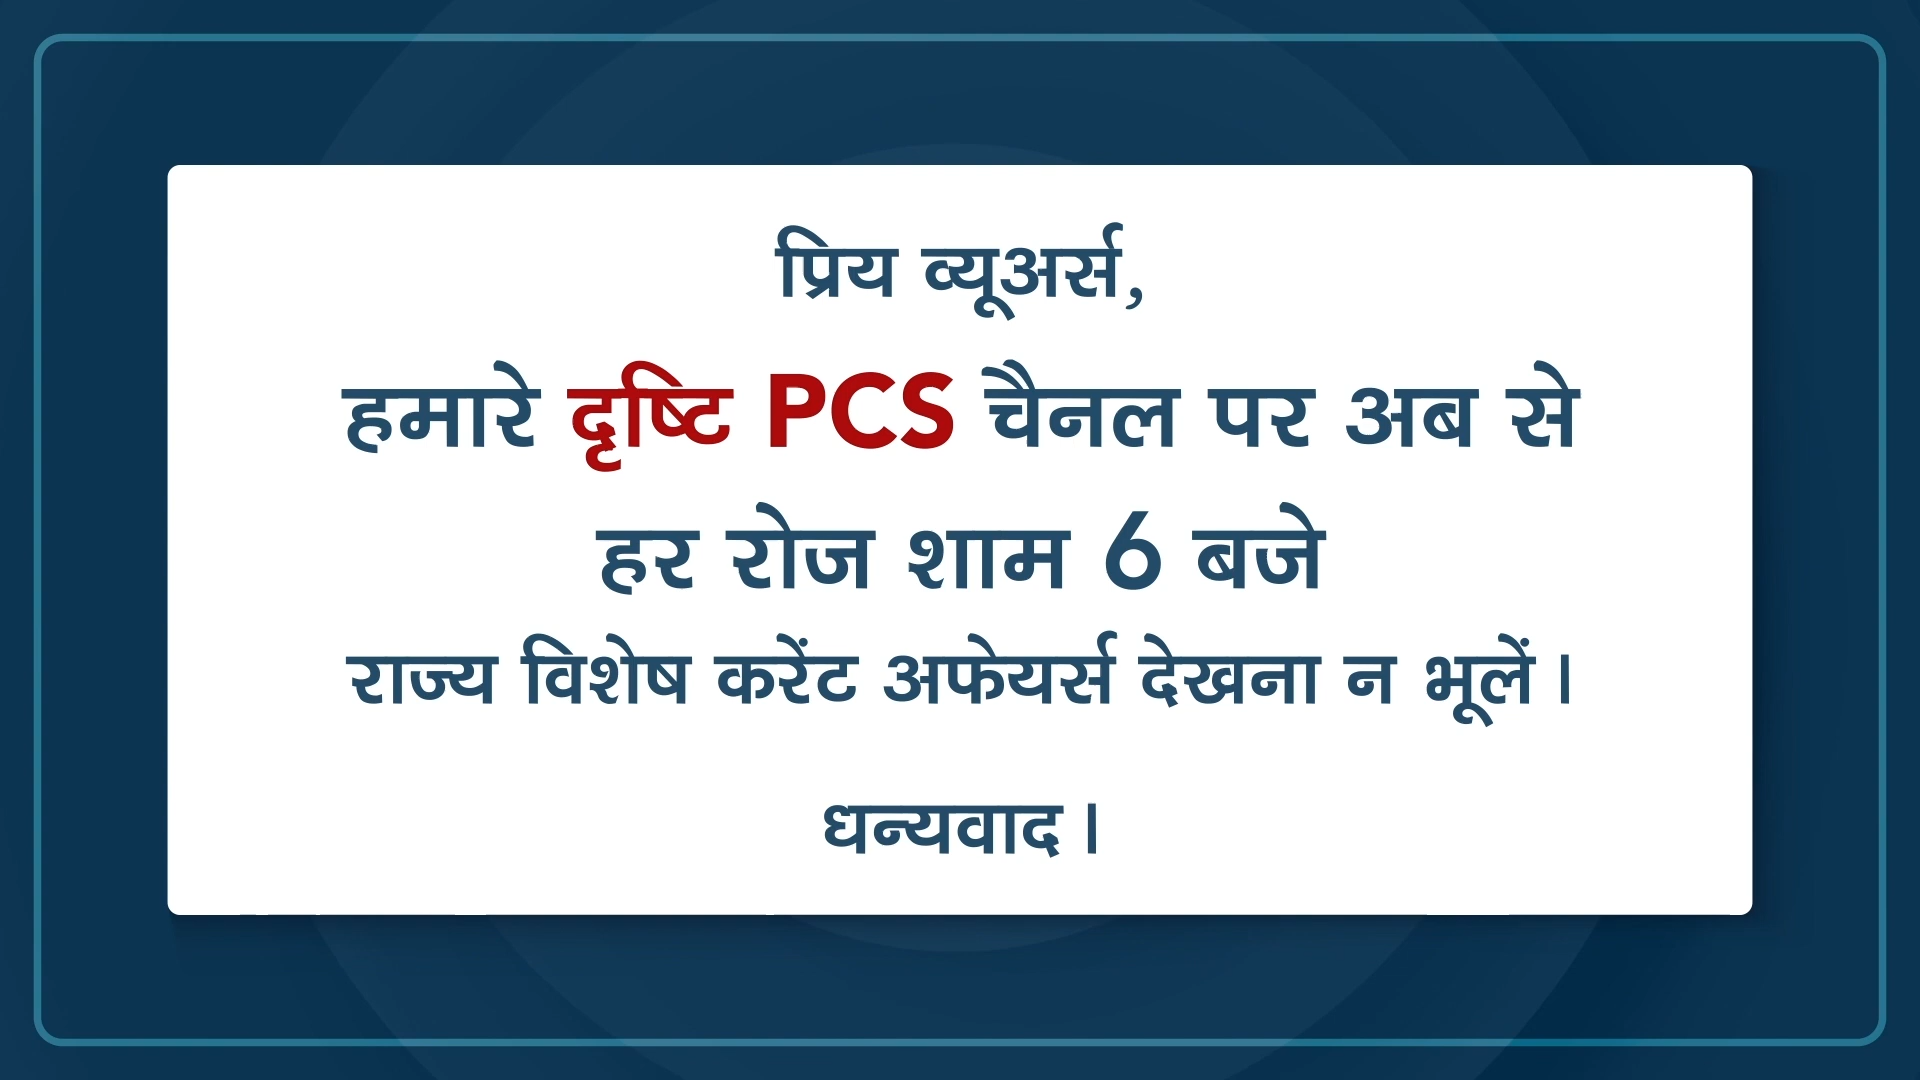 प्रिय व्यूअर्स,
हमारे दृष्टि PCS चैनल पर अब से
हर रोज शाम 6 बजे
राज्य विशेष करेंट अफेयर्स देखना न भूलें।
धन्यवाद।